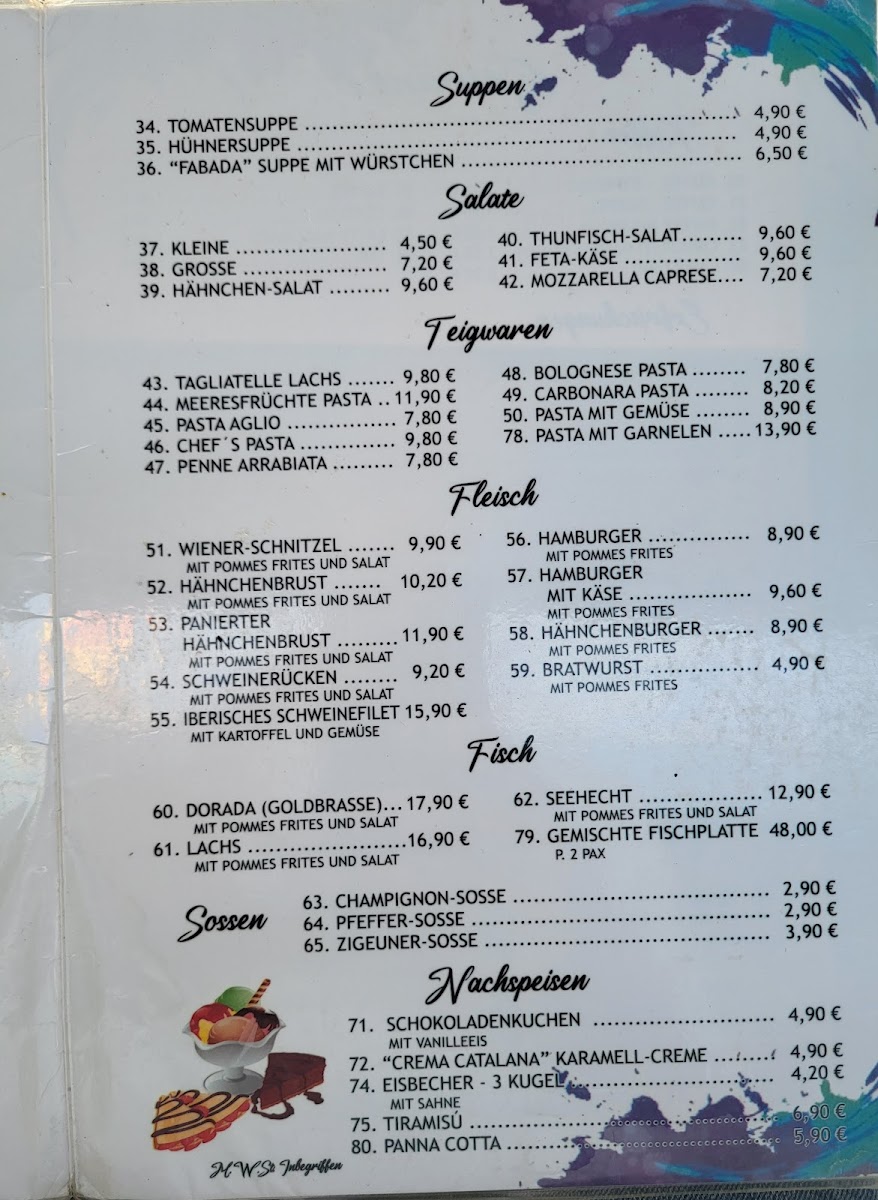 Suppen
34. TOMATENSUPPE ........ 4,90 €
35. HÜHNERSUPPE ........ 4,90 €
36. “FABADA” SUPPE MIT WÜRSTCHEN ........ 6,50 €
Salate
37. KLEINE ........ 4,50 €
38. GROSSE ........ 7,20 €
39. HÄHNCHEN-SALAT ......... 9,60 €
40. THUNFISCH-SALAT......... 9,60 €
41. FETA-KÄSE ........ 9,60 €
42. MOZZARELLA CAPRESE.... 7,20 €
Teigwaren
43. TAGLIATELLE LACHS ....... 9,80 €
44. MEERESFRÜCHTE PASTA .. 11,90 €
45. PASTA AGLIO ........ 7,80 €
46. CHEF´S PASTA ........ 9,80 €
47. PENNE ARRABIATA ......... 7,80 €
48. BOLOGNESE PASTA ........ 7,80 €
49. CARBONARA PASTA ........ 8,20 €
50. PASTA MIT GEMÜSE ........ 8,90 €
78. PASTA MIT GARNELEN ..... 13,90 €
Fleisch
51. WIENER-SCHNITZEL ....... 9,90 €
MIT POMMES FRITES UND SALAT
52. HÄHNCHENBRUST ....... 10,20 €
MIT POMMES FRITES UND SALAT
53. PANIERTER
HÄHNCHENBRUST ......... 11,90 €
MIT POMMES FRITES UND SALAT
54. SCHWEINERÜCKEN ........ 9,20 €
MIT POMMES FRITES UND SALAT
55. IBERISCHES SCHWEINEFILET 15,90 €
MIT KARTOFFEL UND GEMÜSE
56. HAMBURGER ........ 8,90 €
MIT POMMES FRITES
57. HAMBURGER
MIT KÄSE ........ 9,60 €
MIT POMMES FRITES
58. HÄHNCHENBURGER ....... 8,90 €
MIT POMMES FRITES
59. BRATWURST ........ 4,90 €
MIT POMMES FRITES
Fisch
60. DORADA (GOLDBRASSE)... 17,90 €
MIT POMMES FRITES UND SALAT
61. LACHS ........ 16,90 €
MIT POMMES FRITES UND SALAT
62. SEEHECHT ........ 12,90 €
MIT POMMES FRITES UND SALAT
79. GEMISCHTE FISCHPLATTE 48,00 €
P. 2 PAX
Sossen
63. CHAMPIGNON-SOSSE ........ 2,90 €
64. PFEFFER-SOSSE ........ 2,90 €
65. ZIGEUNER-SOSSE ........ 3,90 €
Nachspeisen
71. SCHOKOLADENKUCHEN ........ 4,90 €
MIT VANILLEEIS
72. “CREMA CATALANA” KARAMELL-CREME ........ 4,90 €
74. EISBECHER - 3 KUGEL ........ 4,20 €
MIT SAHNE
75. TIRAMISÚ ........ 6,90 €
80. PANNA COTTA ........ 5,90 €
M.W.St Inbegriffen